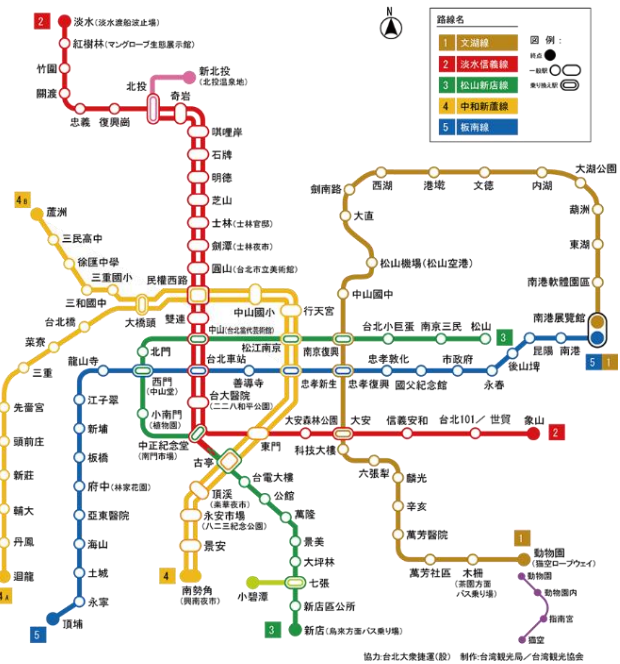 路線名
1 文湖線
2 淡水信義線
3 松山新店線
4 中和新蘆線
5 板南線
図 例：
終点
一般駅
乗り換え駅
N
2
淡水(淡水渡船波止場)
紅樹林(マングローブ生態展示館)
竹圍
關渡
忠義
復興崗
北投
新北投
(北投温泉地)
奇岩
唭哩岸
石牌
明德
芝山
士林(士林官邸)
劍潭(士林夜市)
圓山(台北市立美術館)
民權西路
雙連
中山(台北當代芸術館)
台北車站
台大醫院
(二二八和平公園)
中正紀念堂
(南門市場)
東門
大安森林公園
大安
信義安和
台北101／世貿
象山
2
4B
蘆洲
三民高中
徐匯中學
三重國小
三和國中
大橋頭
台北橋
菜寮
三重
先嗇宮
頭前庄
新莊
輔大
丹鳳
迴龍
4A
中山國小
行天宮
松江南京
忠孝新生
古亭
頂溪
(楽華夜市)
永安市場
(八二三紀念公園)
景安
4
南勢角
(興南夜市)
北門
西門
(中山堂)
小南門
(植物園)
南京復興
台北小巨蛋
南京三民
松山
3
台電大樓
公館
萬隆
景美
大坪林
七張
小碧潭
新店區公所
3
新店(烏來方面バス乗り場)
龍山寺
江子翠
新埔
板橋
府中(林家花園)
亞東醫院
海山
土城
永寧
5
頂埔
善導寺
忠孝復興
忠孝敦化
國父紀念館
市政府
永春
後山埤
昆陽
南港
南港展覽館
5
1
南港軟體園區
東湖
葫洲
大湖公園
內湖
文德
港墘
西湖
劍南路
大直
松山機場(松山空港)
中山國中
科技大樓
六張犁
麟光
辛亥
萬芳醫院
萬芳社區
木柵
(茶園方面
バス乗り場)
1
動物園
(猫空ロープウェイ)
動物園
動物園内
指南宮
猫空
協力：台北大衆捷運(股)　制作：台湾観光局／台湾観光協会